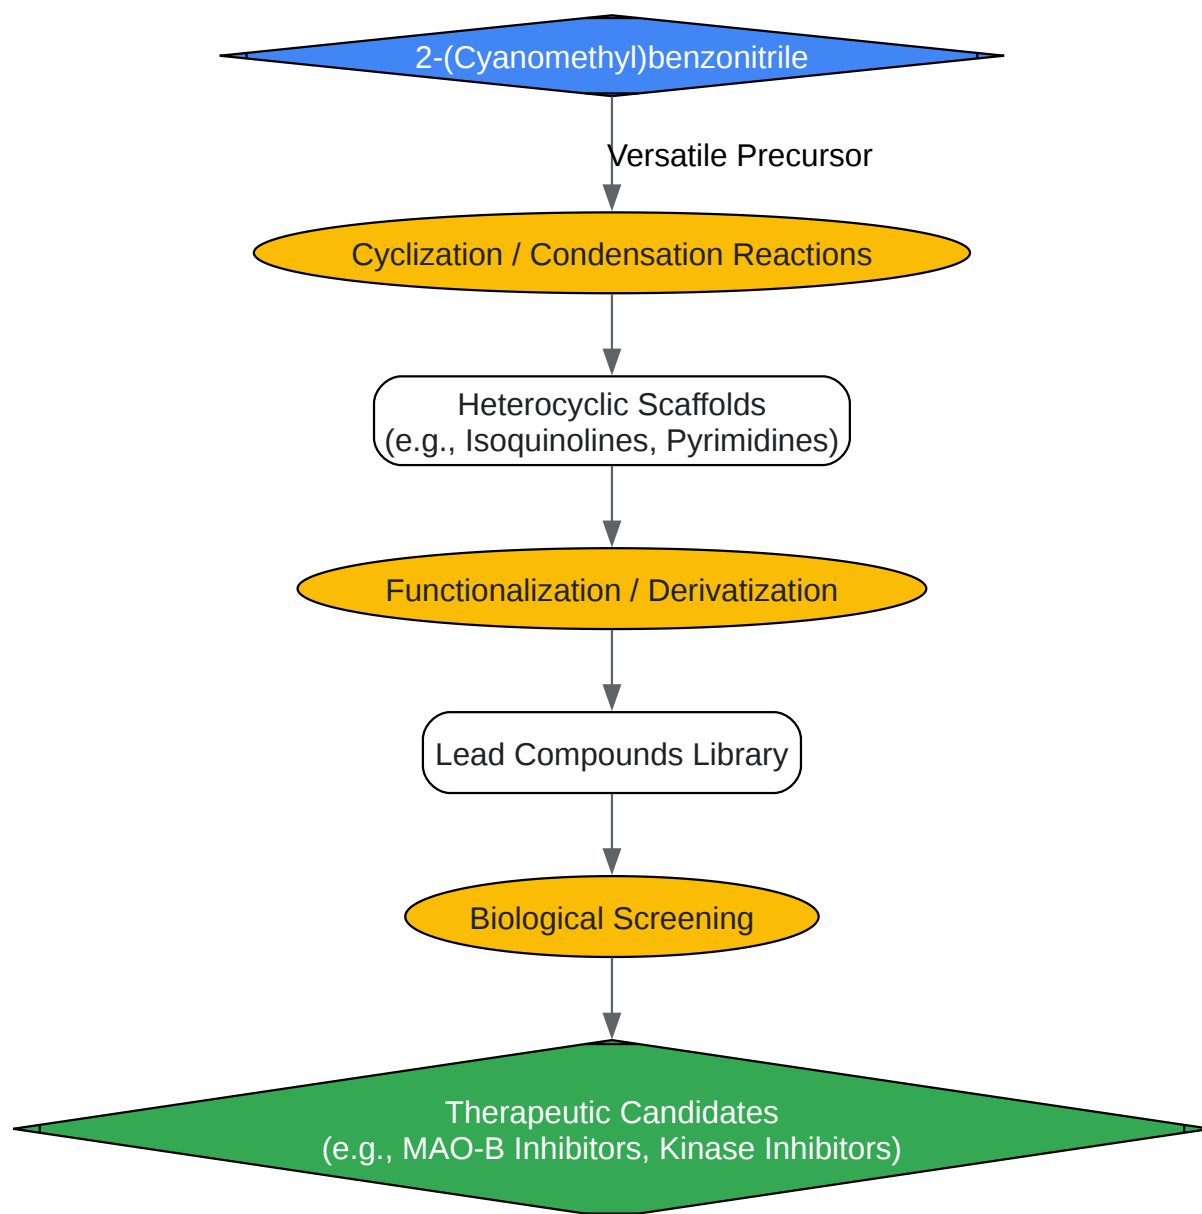 2-(Cyanomethyl)benzonitrile
Versatile Precursor
Cyclization / Condensation Reactions
Heterocyclic Scaffolds
(e.g., Isoquinolines, Pyrimidines)
Functionalization / Derivatization
Lead Compounds Library
Biological Screening
Therapeutic Candidates
(e.g., MAO-B Inhibitors, Kinase Inhibitors)